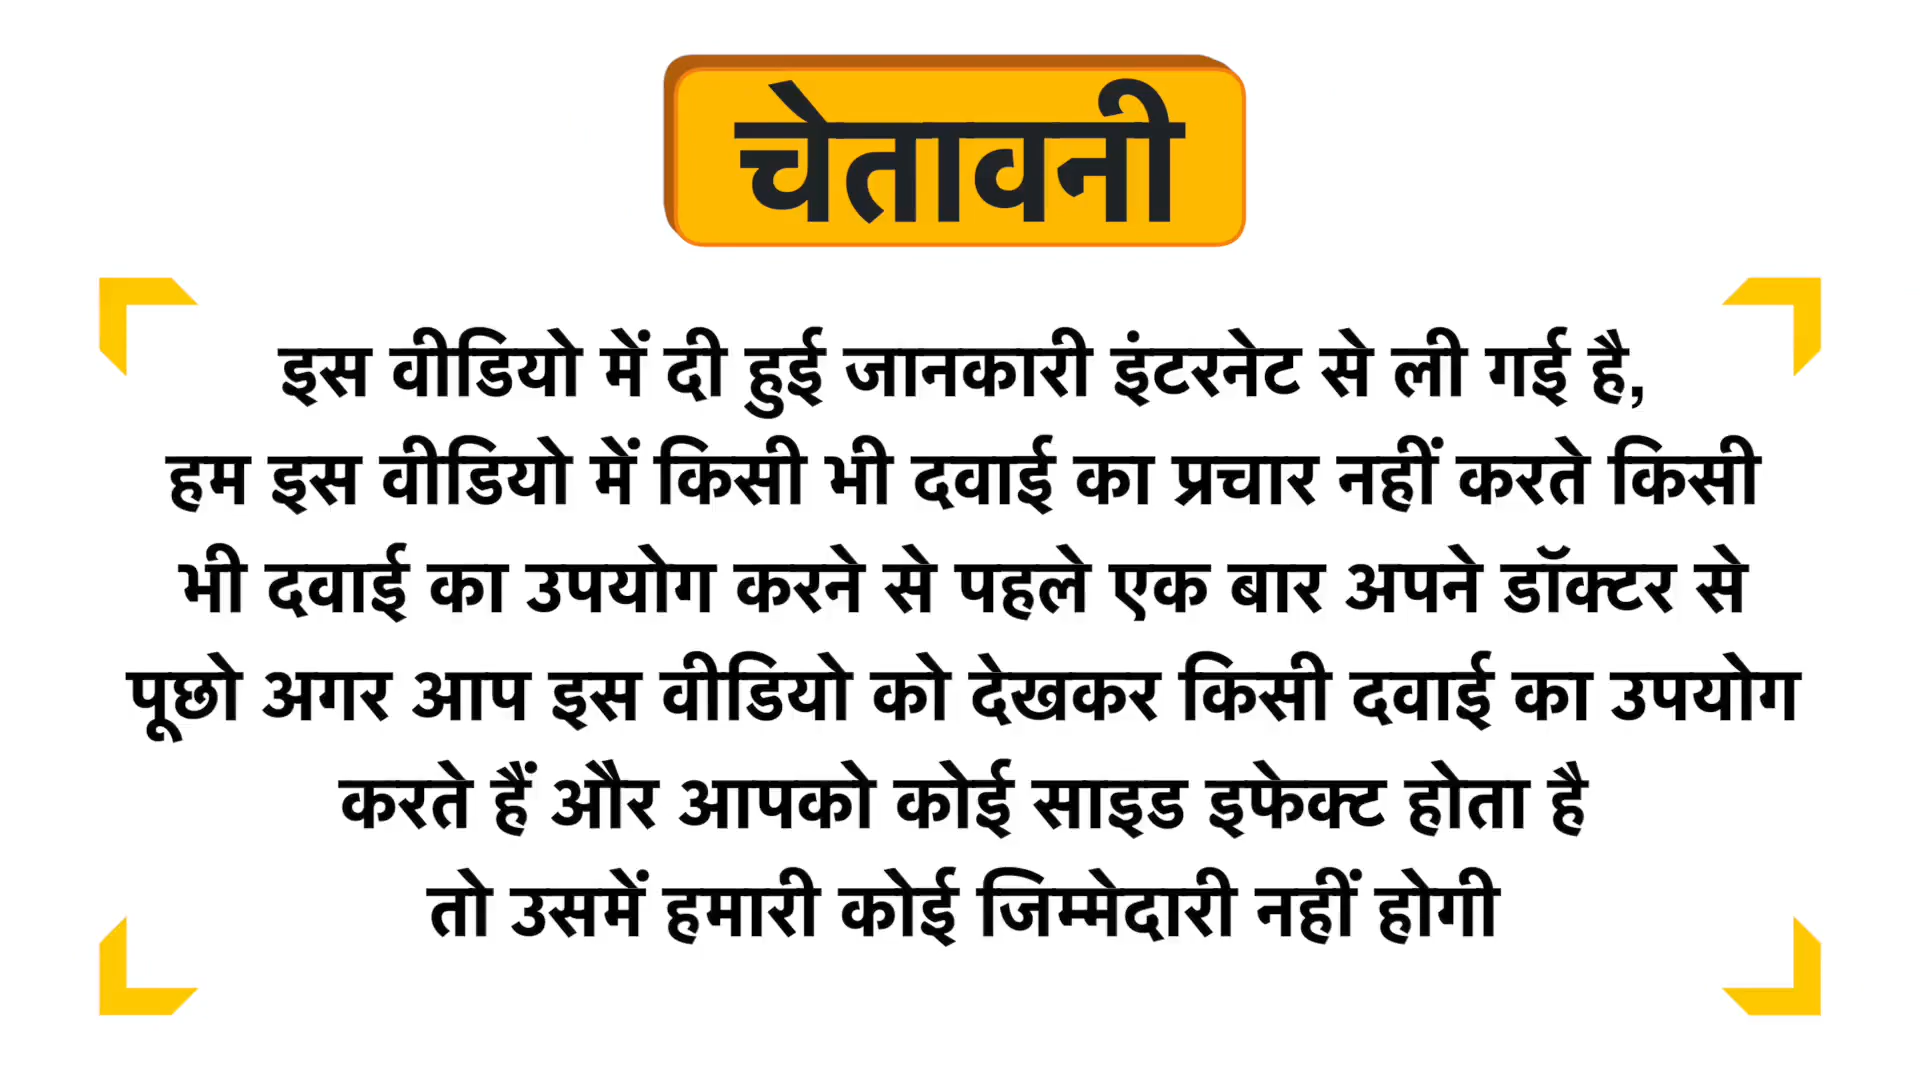 चेतावनी
इस वीडियो में दी हुई जानकारी इंटरनेट से ली गई है,
हम इस वीडियो में किसी भी दवाई का प्रचार नहीं करते किसी
भी दवाई का उपयोग करने से पहले एक बार अपने डॉक्टर से
पूछो अगर आप इस वीडियो को देखकर किसी दवाई का उपयोग
करते हैं और आपको कोई साइड इफेक्ट होता है
तो उसमें हमारी कोई जिम्मेदारी नहीं होगी